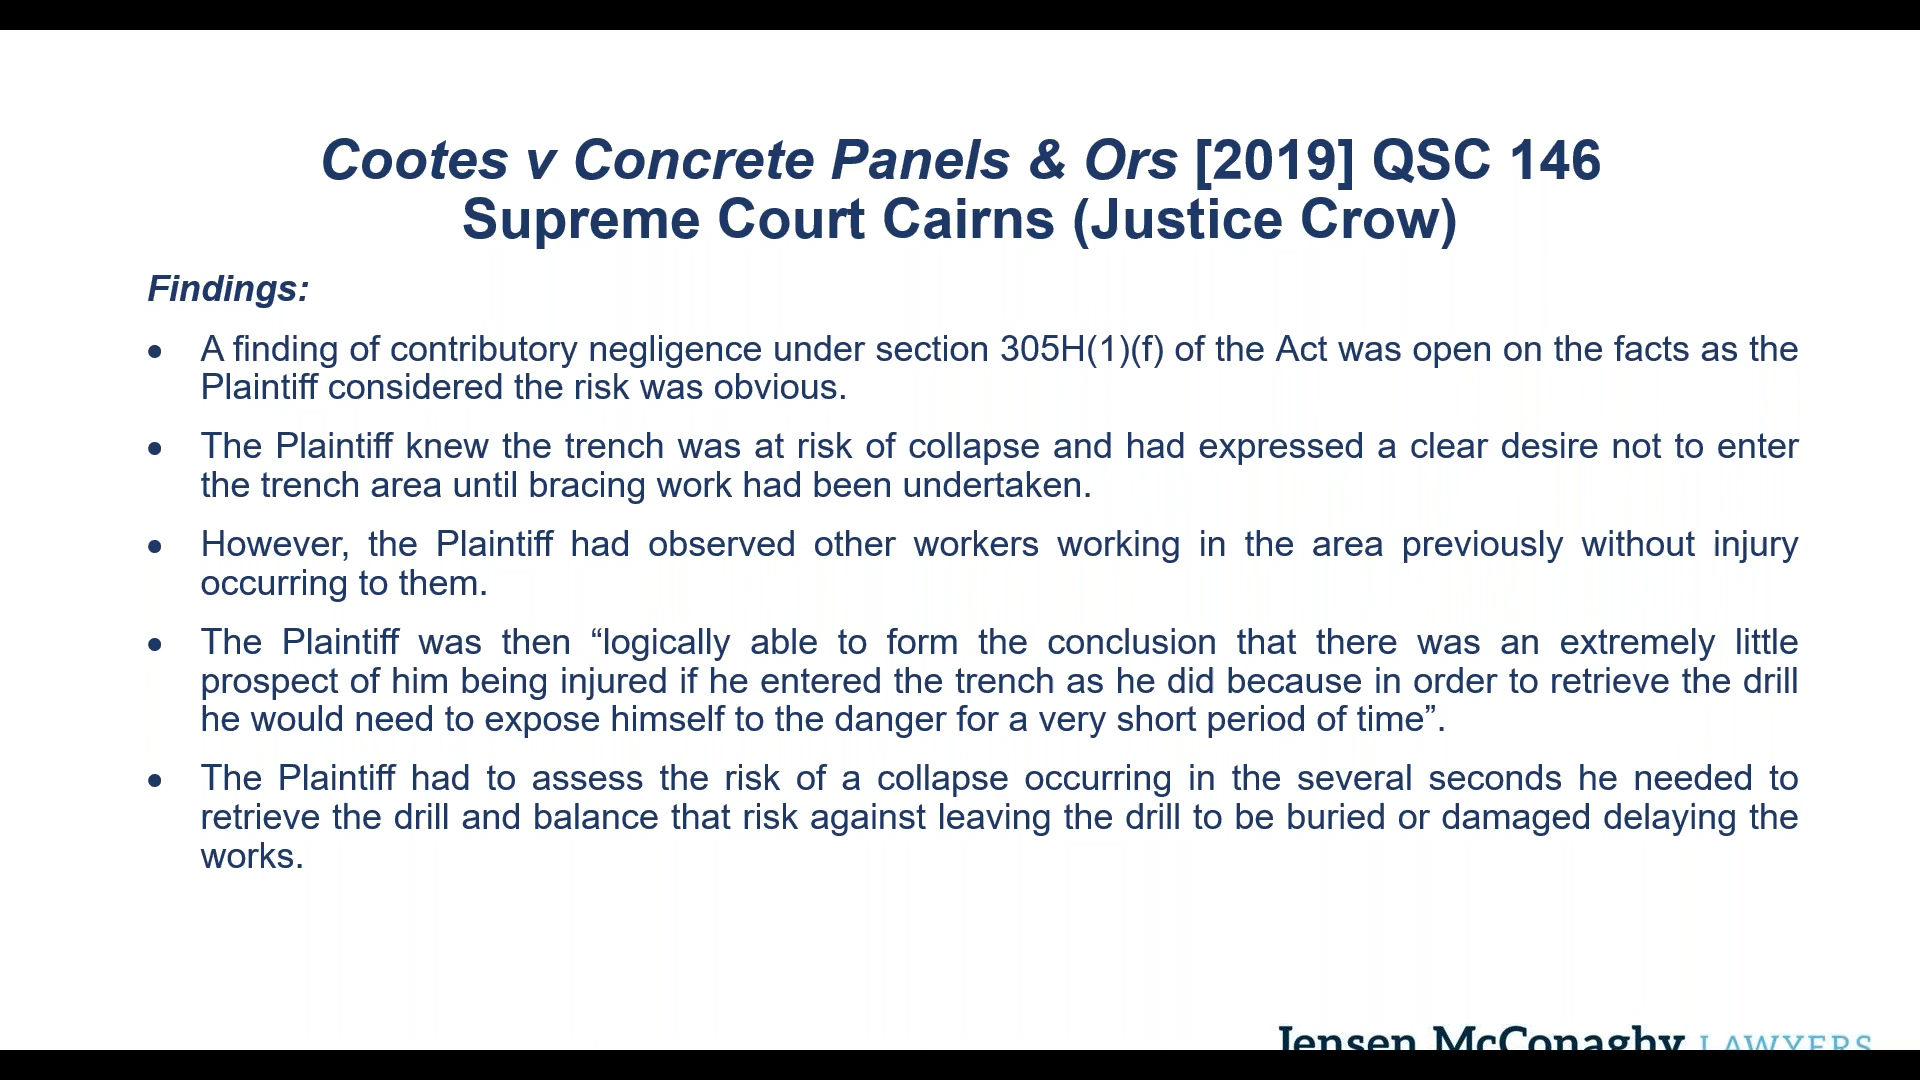 Cootes v Concrete Panels & Ors [2019] QSC 146
Supreme Court Cairns (Justice Crow)
Findings:
• A finding of contributory negligence under section 305H(1)(f) of the Act was open on the facts as the
Plaintiff considered the risk was obvious.
• The Plaintiff knew the trench was at risk of collapse and had expressed a clear desire not to enter
the trench area until bracing work had been undertaken.
• However, the Plaintiff had observed other workers working in the area previously without injury
occurring to them.
• The Plaintiff was then “logically able to form the conclusion that there was an extremely little
prospect of him being injured if he entered the trench as he did because in order to retrieve the drill
he would need to expose himself to the danger for a very short period of time”.
• The Plaintiff had to assess the risk of a collapse occurring in the several seconds he needed to
retrieve the drill and balance that risk against leaving the drill to be buried or damaged delaying the
works.
Jensen McConaghy LAWYERS